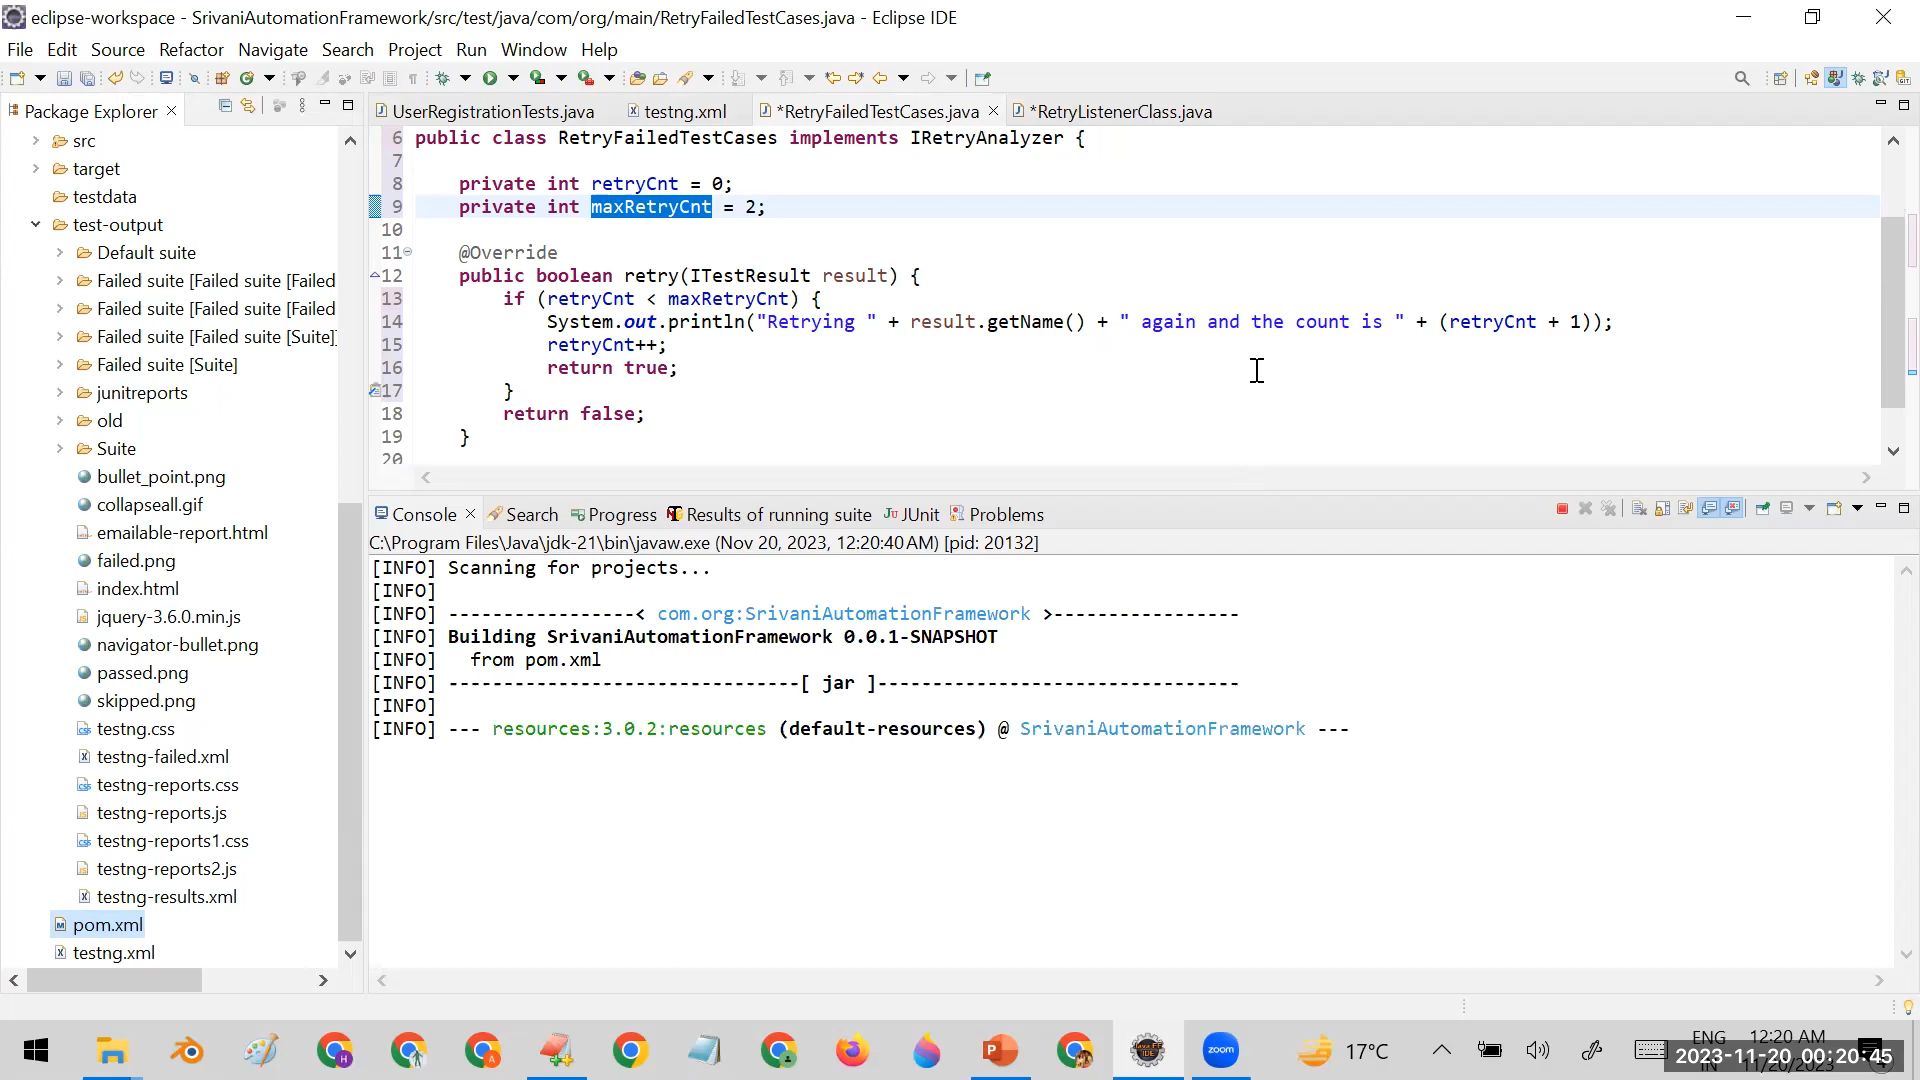 eclipse-workspace - SrivaniAutomationFramework/src/test/java/com/org/main/RetryFailedTestCases.java - Eclipse IDE
File Edit Source Refactor Navigate Search Project Run Window Help
Package Explorer
src
target
testdata
test-output
Default suite
Failed suite [Failed suite [Failed
Failed suite [Failed suite [Failed
Failed suite [Failed suite [Suite]]
Failed suite [Suite]
junitreports
old
Suite
bullet_point.png
collapseall.gif
emailable-report.html
failed.png
index.html
jquery-3.6.0.min.js
navigator-bullet.png
passed.png
skipped.png
testng.css
testng-failed.xml
testng-reports.css
testng-reports.js
testng-reports1.css
testng-reports2.js
testng-results.xml
pom.xml
testng.xml
UserRegistrationTests.java testng.xml *RetryFailedTestCases.java *RetryListenerClass.java
6 public class RetryFailedTestCases implements IRetryAnalyzer {
7
8 private int retryCnt = 0;
9 private int maxRetryCnt = 2;
10
11 @Override
12 public boolean retry(ITestResult result) {
13 if (retryCnt < maxRetryCnt) {
14 System.out.println("Retrying " + result.getName() + " again and the count is " + (retryCnt + 1));
15 retryCnt++;
16 return true;
17 }
18 return false;
19 }
20
Console Search Progress Results of running suite JUnit Problems
C:\Program Files\Java\jdk-21\bin\javaw.exe (Nov 20, 2023, 12:20:40 AM) [pid: 20132]
[INFO] Scanning for projects...
[INFO]
[INFO] -----------------< com.org:SrivaniAutomationFramework >-----------------
[INFO] Building SrivaniAutomationFramework 0.0.1-SNAPSHOT
[INFO]   from pom.xml
[INFO] --------------------------------[ jar ]---------------------------------
[INFO]
[INFO] --- resources:3.0.2:resources (default-resources) @ SrivaniAutomationFramework ---
17°C
ENG
12:20 AM
2023-11-20 00:20:45